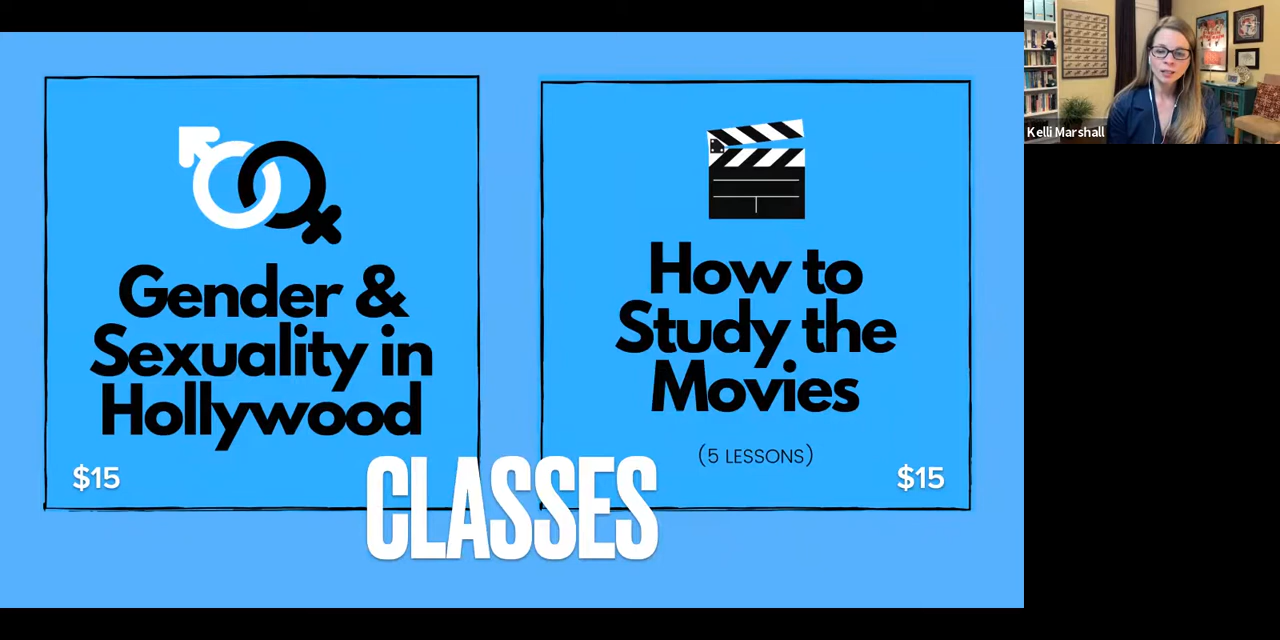 Gender &
Sexuality in
Hollywood
$15
How to
Study the
Movies
(5 LESSONS)
$15
CLASSES
Kelli Marshall